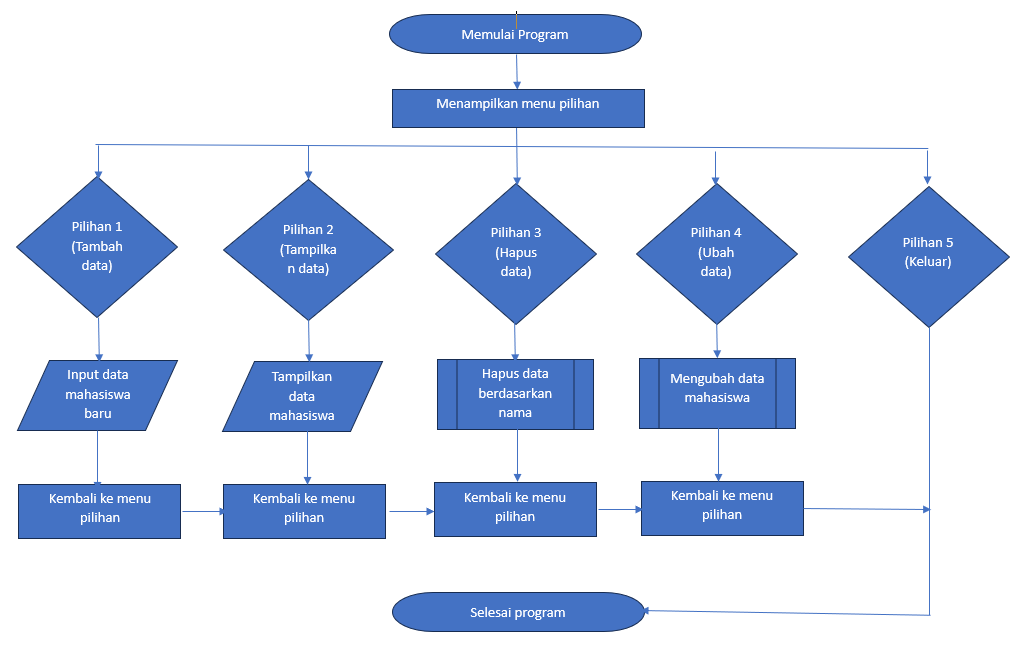 Memulai Program
Menampilkan menu pilihan
Pilihan 1
(Tambah
data)
Pilihan 2
(Tampilka
n data)
Pilihan 3
(Hapus
data)
Pilihan 4
(Ubah
data)
Pilihan 5
(Keluar)
Input data
mahasiswa
baru
Tampilkan
data
mahasiswa
Hapus data
berdasarkan
nama
Mengubah data
mahasiswa
Kembali ke menu
pilihan
Kembali ke menu
pilihan
Kembali ke menu
pilihan
Kembali ke menu
pilihan
Selesai program